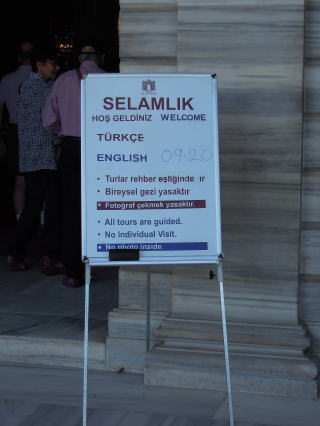 SELAMLIK
HOŞ GELDİNİZ WELCOME
TÜRKÇE
ENGLISH 09:20
• Turlar rehber eşliğinde ir
• Bireysel gezi yasaktır
• Fotoğraf çekmek yasaktır.
• All tours are guided.
• No Individual Visit.
• No photo inside.